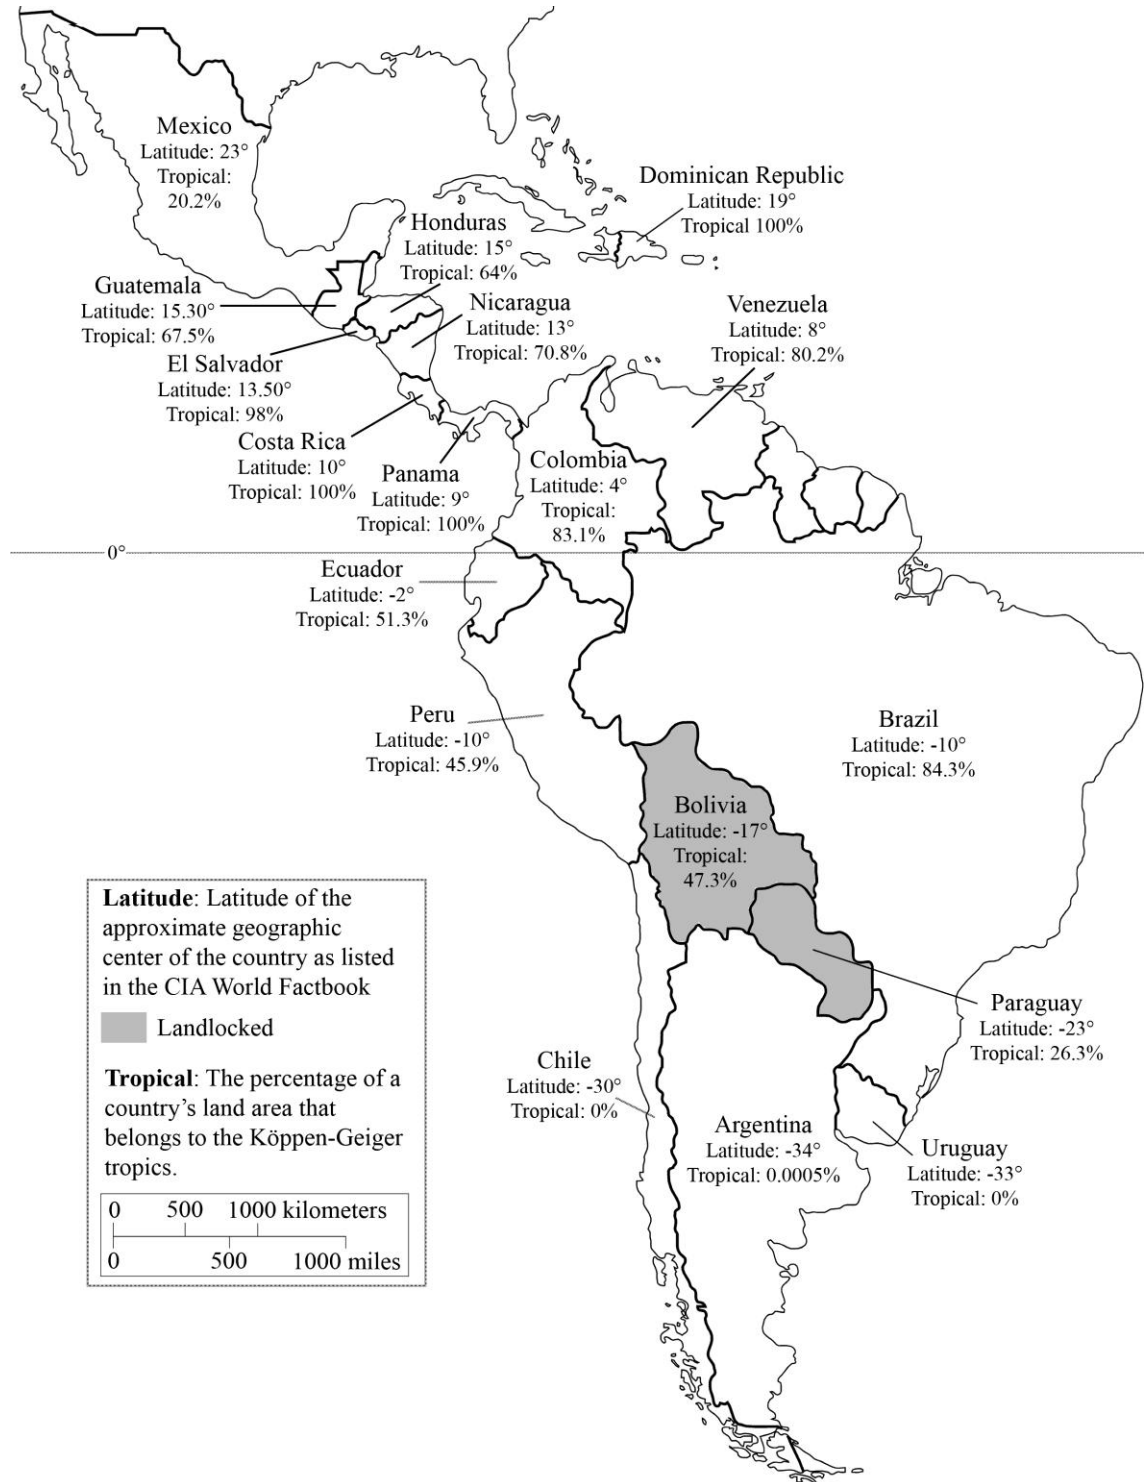 Mexico
Latitude: 23°
Tropical:
20.2%
Dominican Republic
Latitude: 19°
Tropical 100%
Honduras
Latitude: 15°
Tropical: 64%
Guatemala
Latitude: 15.30°
Tropical: 67.5%
Nicaragua
Latitude: 13°
Tropical: 70.8%
Venezuela
Latitude: 8°
Tropical: 80.2%
El Salvador
Latitude: 13.50°
Tropical: 98%
Costa Rica
Latitude: 10°
Tropical: 100%
Panama
Latitude: 9°
Tropical: 100%
Colombia
Latitude: 4°
Tropical:
83.1%
0°
Ecuador
Latitude: -2°
Tropical: 51.3%
Peru
Latitude: -10°
Tropical: 45.9%
Brazil
Latitude: -10°
Tropical: 84.3%
Bolivia
Latitude: -17°
Tropical:
47.3%
Paraguay
Latitude: -23°
Tropical: 26.3%
Chile
Latitude: -30°
Tropical: 0%
Argentina
Latitude: -34°
Tropical: 0.0005%
Uruguay
Latitude: -33°
Tropical: 0%
Latitude: Latitude of the
approximate geographic
center of the country as listed
in the CIA World Factbook
Landlocked
Tropical: The percentage of a
country’s land area that
belongs to the Köppen-Geiger
tropics.
0 500 1000 kilometers
0 500 1000 miles